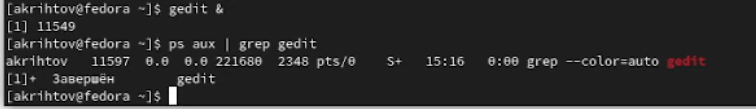 [akrihtov@fedora ~]$ gedit &
[1] 11549
[akrihtov@fedora ~]$ ps aux | grep gedit
akrihtov   11597  0.0  0.0 221680  2348 pts/0    S+   15:16   0:00 grep --color=auto gedit
[1]+  Завершён        gedit
[akrihtov@fedora ~]$